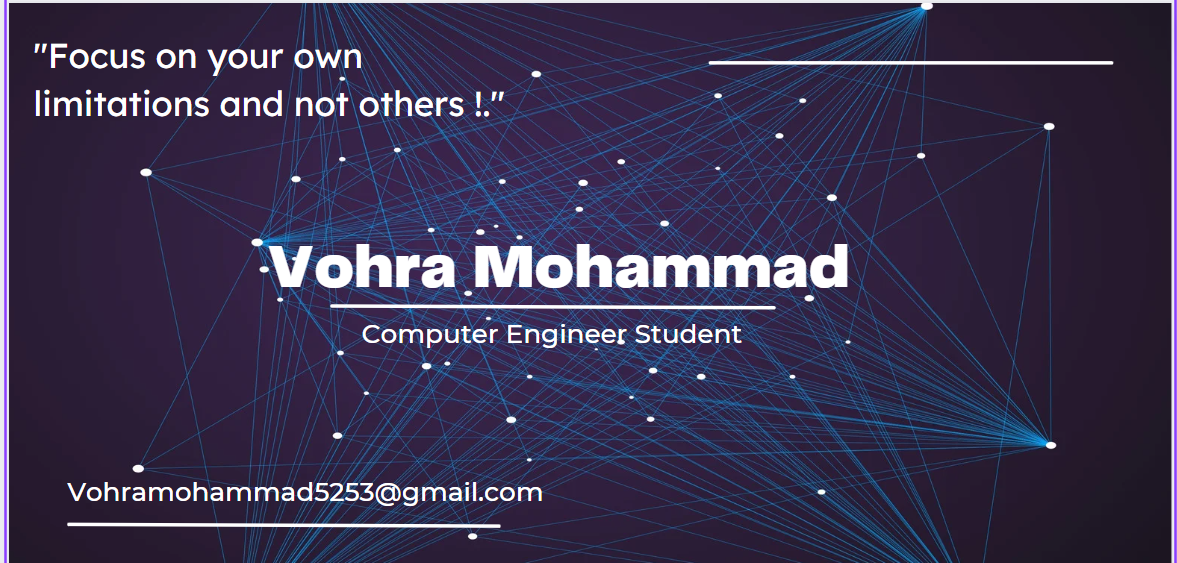 "Focus on your own
limitations and not others !."
Vohra Mohammad
Computer Engineer Student
Vohramohammad5253@gmail.com